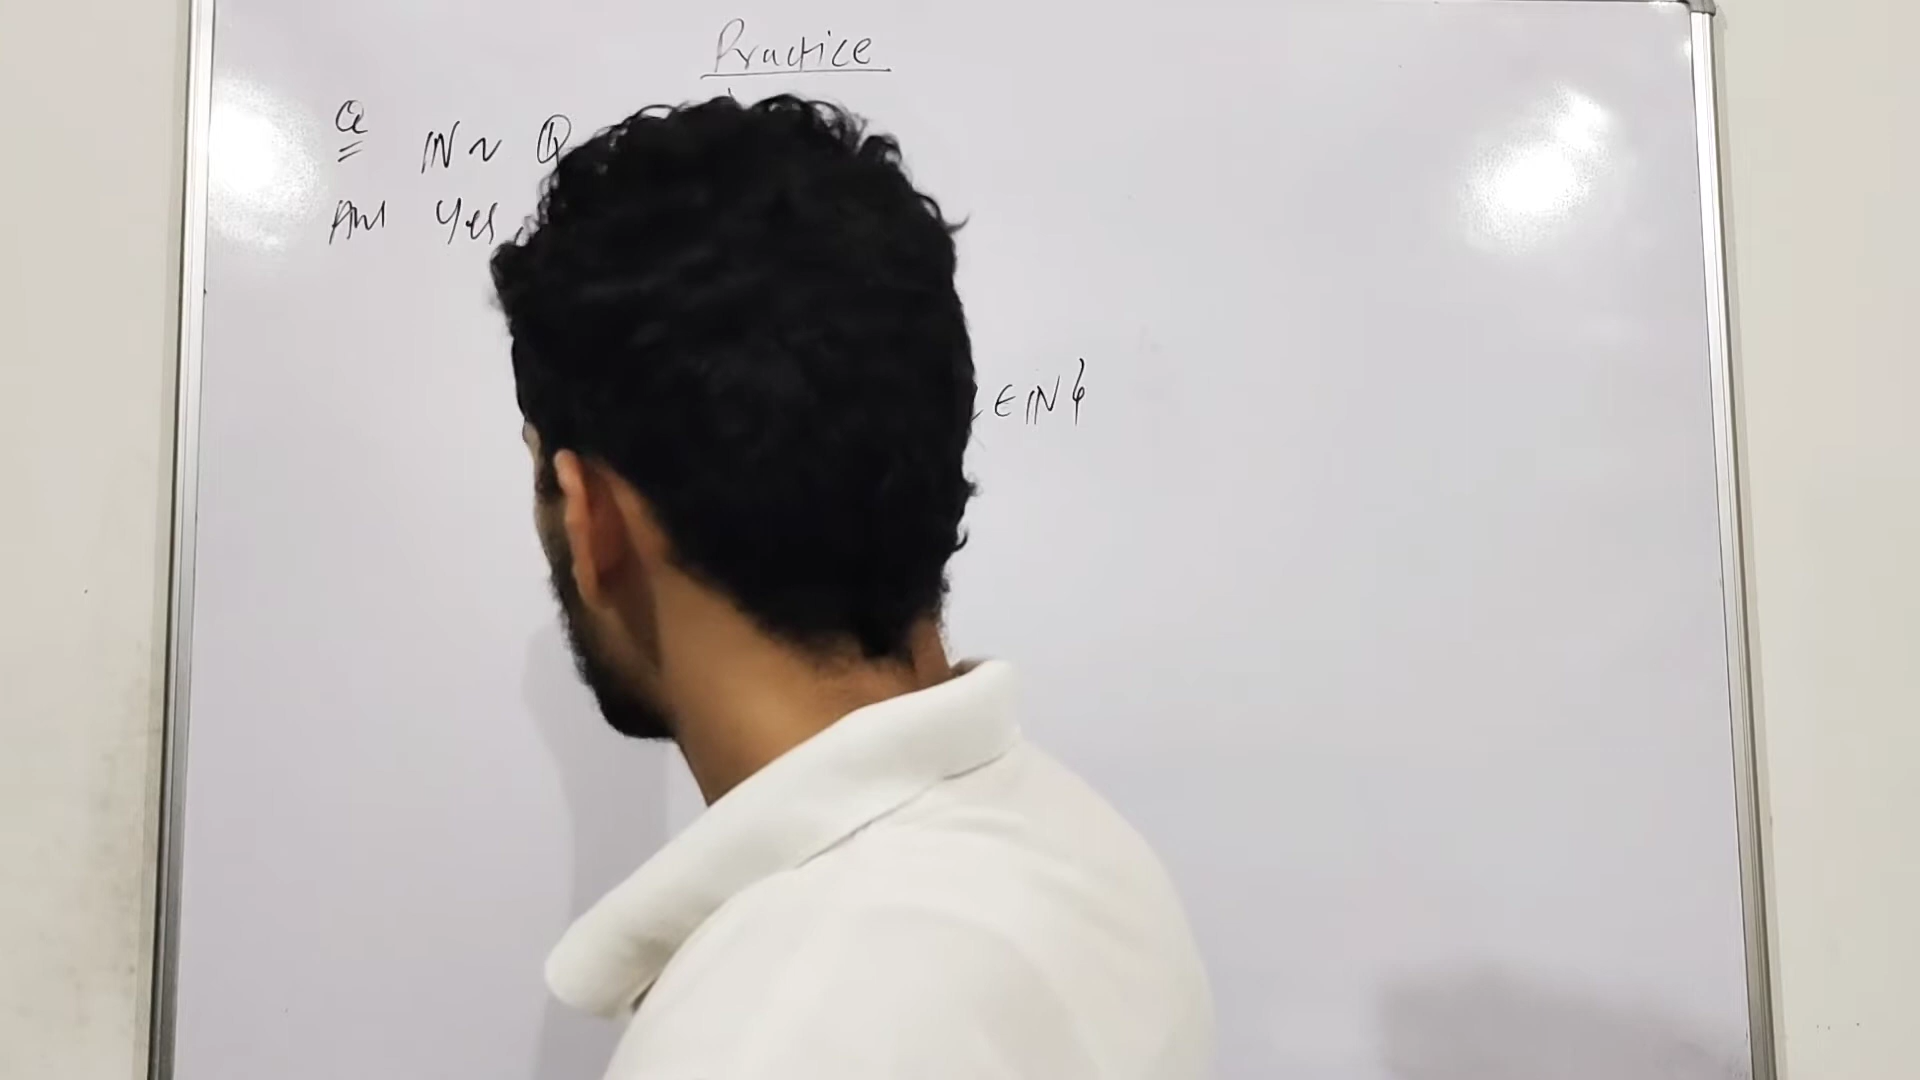 Practice
Q IN ~ Q
Ans Yes,
∈ IN }